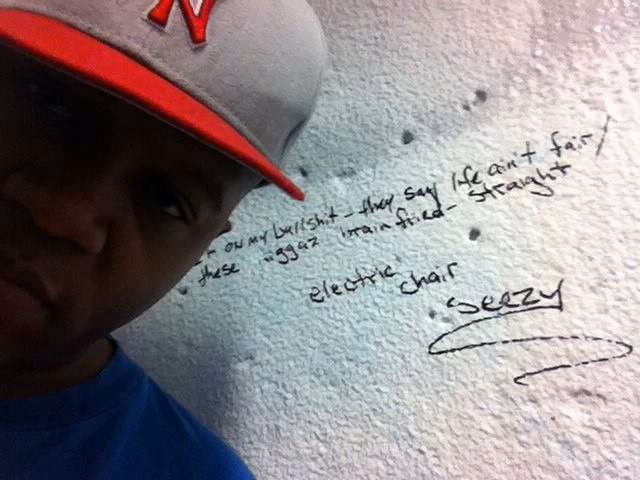 N
on my bullshit - they say life ain't fair/
these niggaz brain fried - straight
electric chair
Seezy